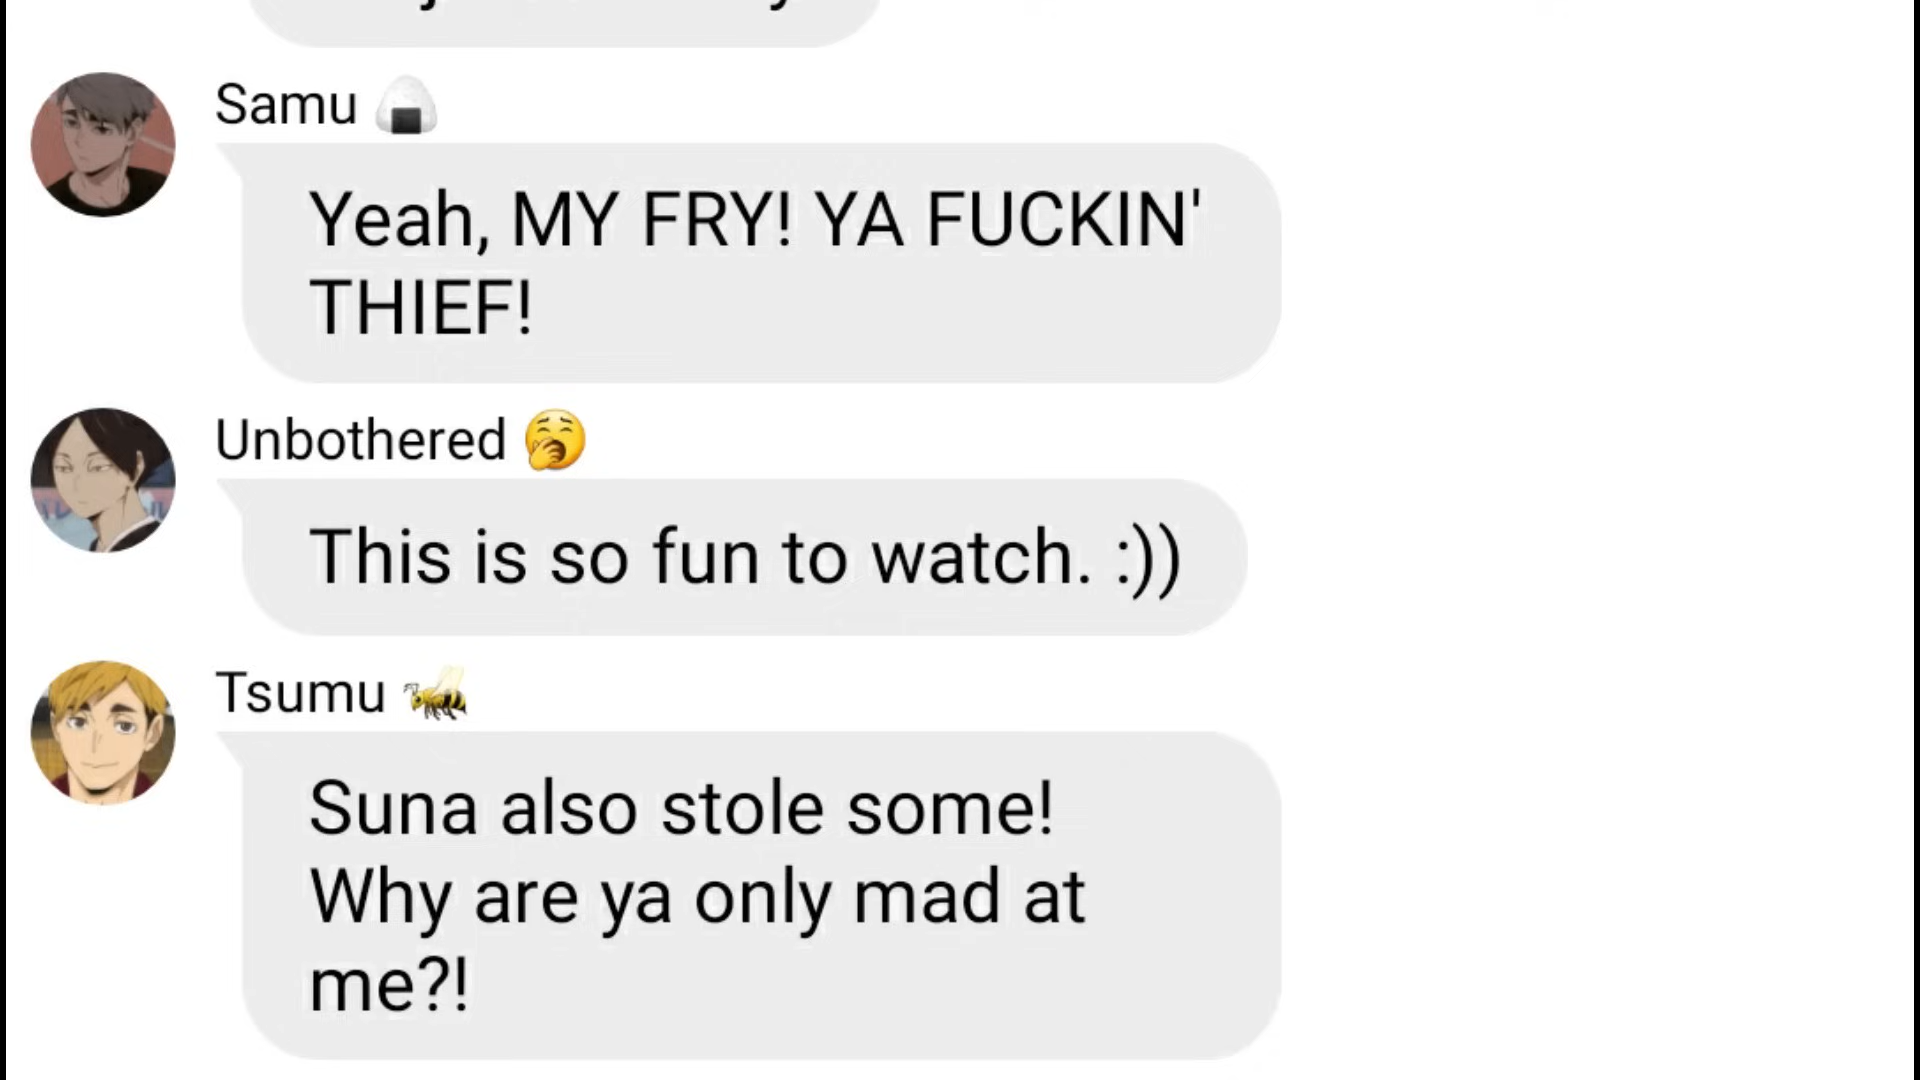 Samu 🍙
Yeah, MY FRY! YA FUCKIN'
THIEF!
Unbothered 🥱
This is so fun to watch. :))
Tsumu 🐝
Suna also stole some!
Why are ya only mad at
me?!